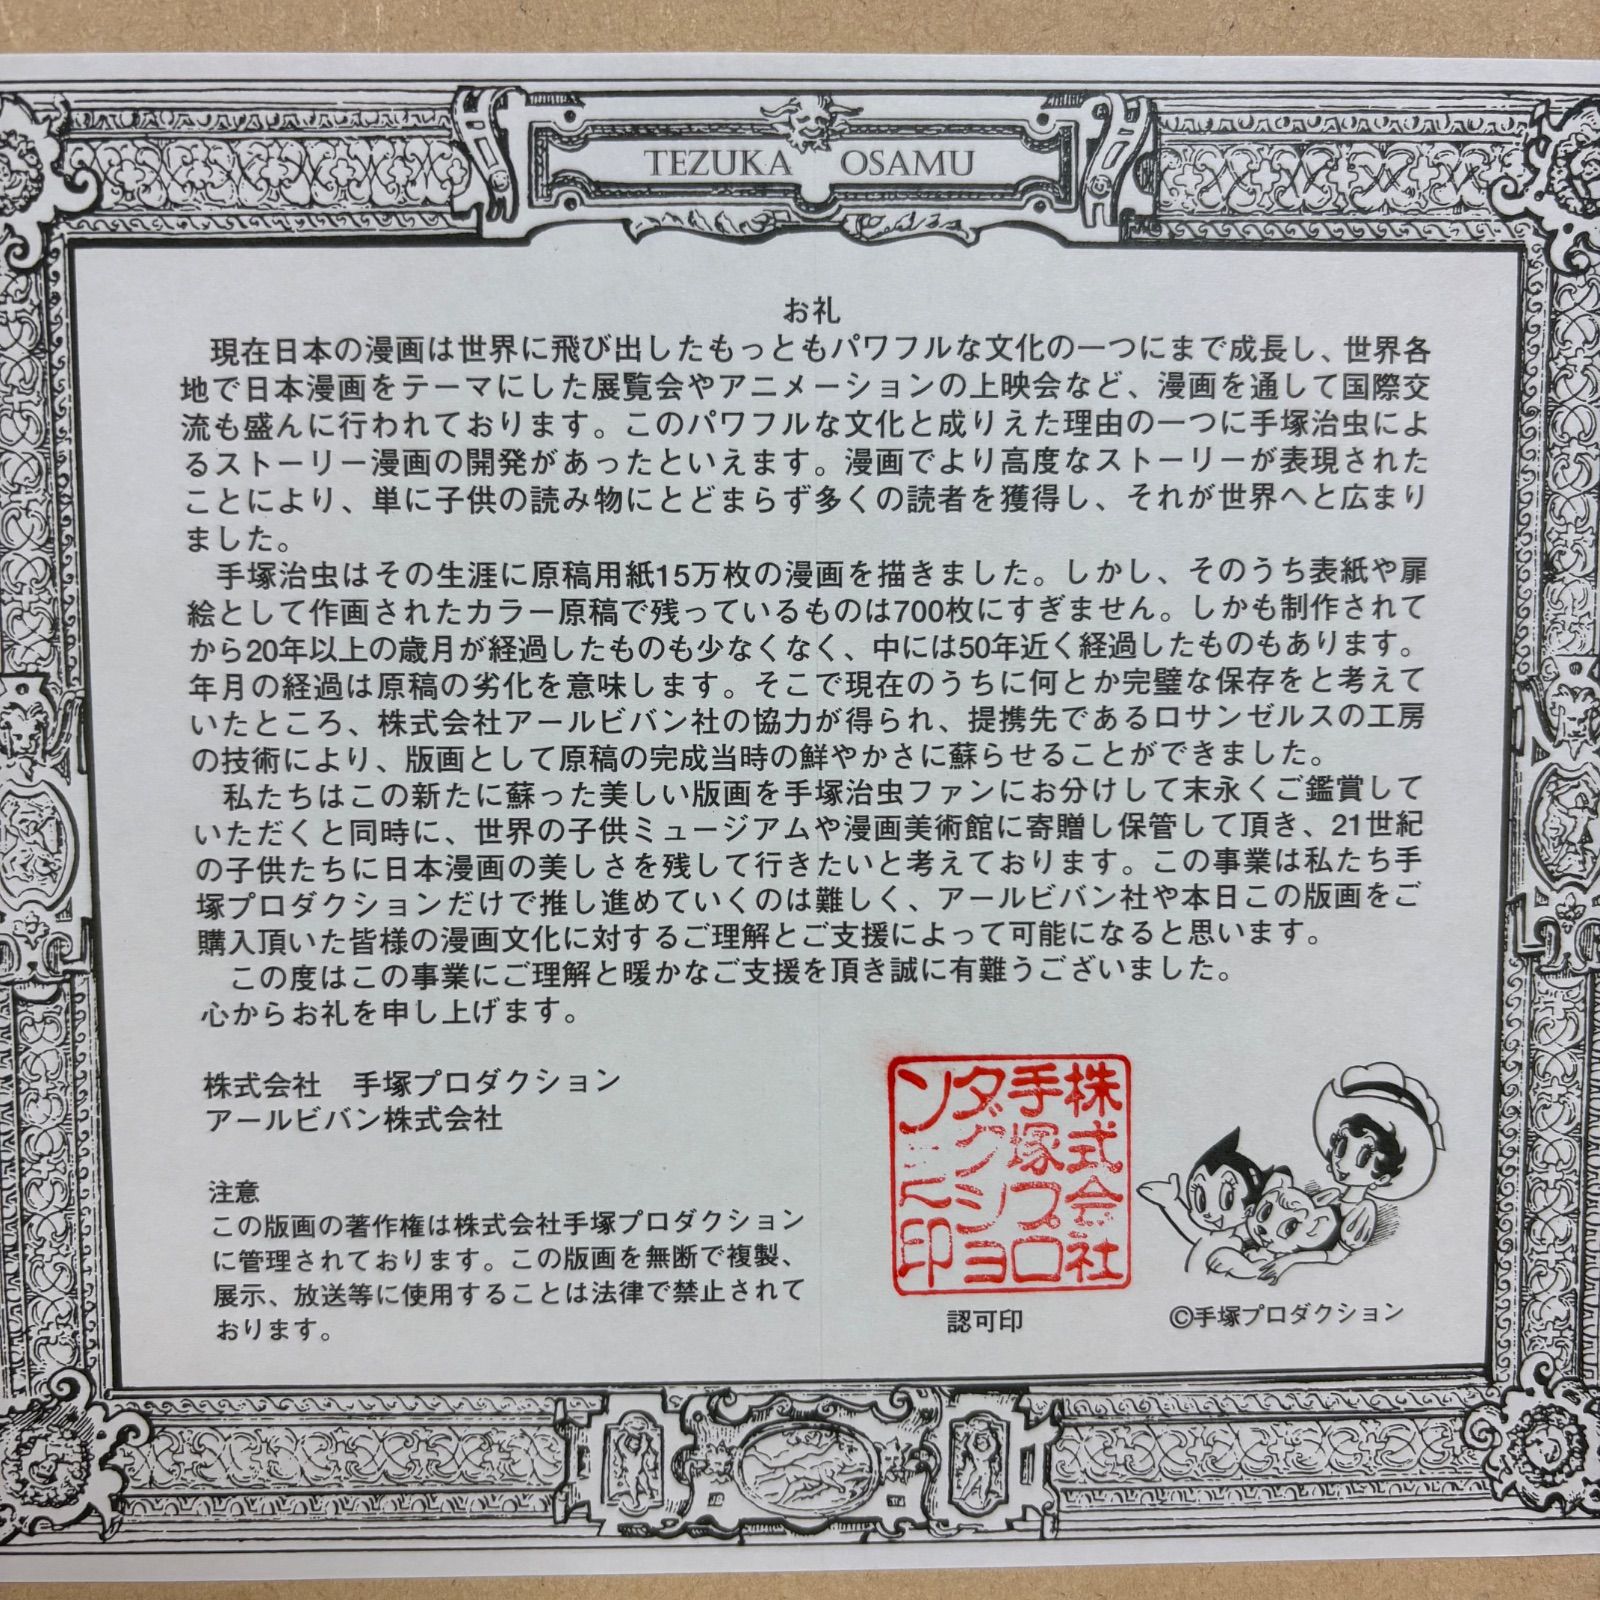 TEZUKA OSAMU
お礼
現在日本の漫画は世界に飛び出したもっともパワフルな文化の一つにまで成長し、世界各
地で日本漫画をテーマにした展覧会やアニメーションの上映会など、漫画を通して国際交
流も盛んに行われております。このパワフルな文化と成りえた理由の一つに手塚治虫によ
るストーリー漫画の開発があったといえます。漫画でより高度なストーリーが表現された
ことにより、単に子供の読み物にとどまらず多くの読者を獲得し、それが世界へと広まり
ました。
手塚治虫はその生涯に原稿用紙15万枚の漫画を描きました。しかし、そのうち表紙や扉
絵として作画されたカラー原稿で残っているものは700枚にすぎません。しかも制作されて
から20年以上の歳月が経過したものも少なくなく、中には50年近く経過したものもあります。
年月の経過は原稿の劣化を意味します。そこで現在のうちに何とか完璧な保存をと考えて
いたところ、株式会社アールビバン社の協力が得られ、提携先であるロサンゼルスの工房
の技術により、版画として原稿の完成当時の鮮やかさに蘇らせることができました。
私たちはこの新たに蘇った美しい版画を手塚治虫ファンにお分けして末永くご鑑賞して
いただくと同時に、世界の子供ミュージアムや漫画美術館に寄贈し保管して頂き、21世紀
の子供たちに日本漫画の美しさを残して行きたいと考えております。この事業は私たち手
塚プロダクションだけで推し進めていくのは難しく、アールビバン社や本日この版画をご
購入頂いた皆様の漫画文化に対するご理解とご支援によって可能になると思います。
この度はこの事業にご理解と暖かなご支援を頂き誠に有難うございました。
心からお礼を申し上げます。
株式会社 手塚プロダクション
アールビバン株式会社
注意
この版画の著作権は株式会社手塚プロダクション
に管理されております。この版画を無断で複製、
展示、放送等に使用することは法律で禁止されて
おります。
株式会社
手塚プロ
ダクション
印
認可印
©手塚プロダクション